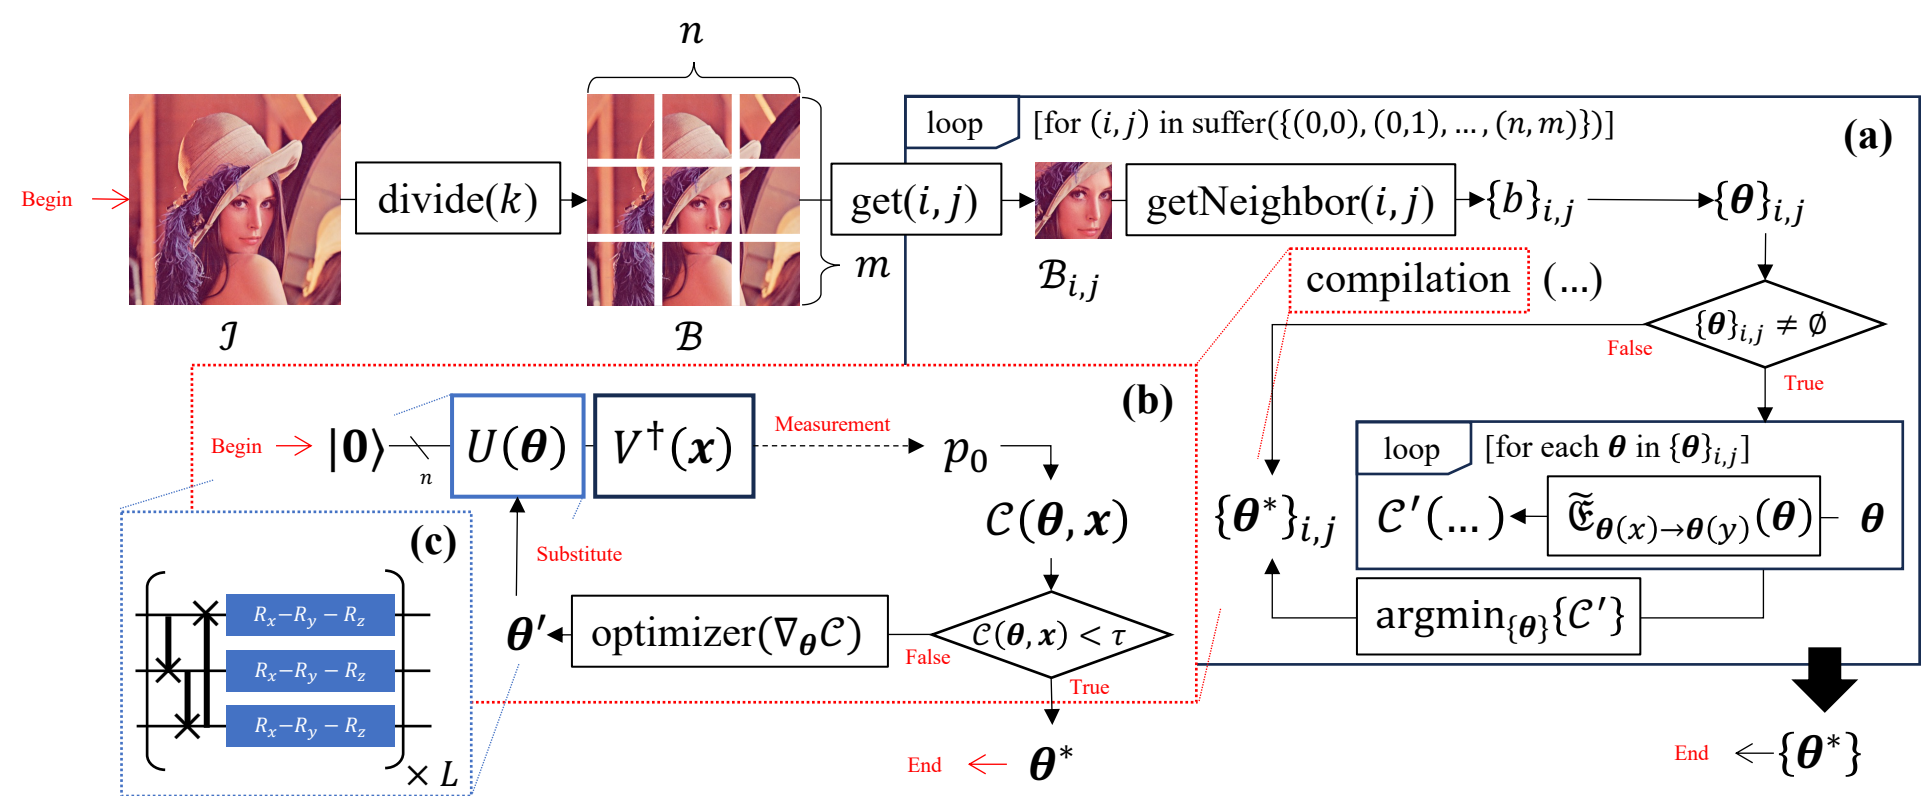 n
loop [for (i, j) in suffer({(0,0), (0,1), …, (n, m)})]
(a)
Begin
divide(k)
get(i, j)
getNeighbor(i, j)
{b}i,j
{θ}i,j
m
ℐ
ℬ
ℬi,j
compilation (…)
{θ}i,j ≠ ∅
False
True
loop [for each θ in {θ}i,j]
𝒞′(…)
𝔈̃θ(x)→θ(y)(θ)
θ
{θ*}i,j
argmin{θ}{𝒞′}
End
{θ*}
(b)
Begin
|0⟩
n
U(θ)
V†(x)
Measurement
p0
𝒞(θ, x)
𝒞(θ, x) < τ
False
True
optimizer(∇θ𝒞)
θ′
Substitute
End
θ*
(c)
Rx−Ry − Rz
Rx−Ry − Rz
Rx−Ry − Rz
× L